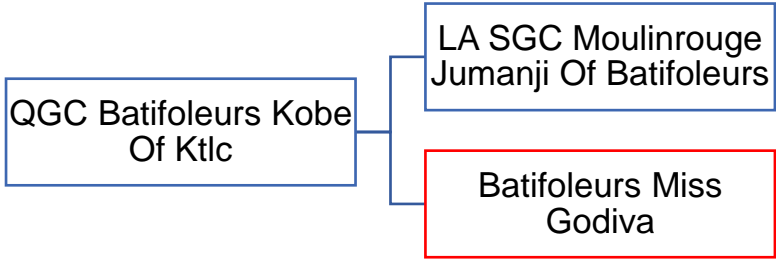 LA SGC Moulinrouge
Jumanji Of Batifoleurs
QGC Batifoleurs Kobe
Of Ktlc
Batifoleurs Miss
Godiva